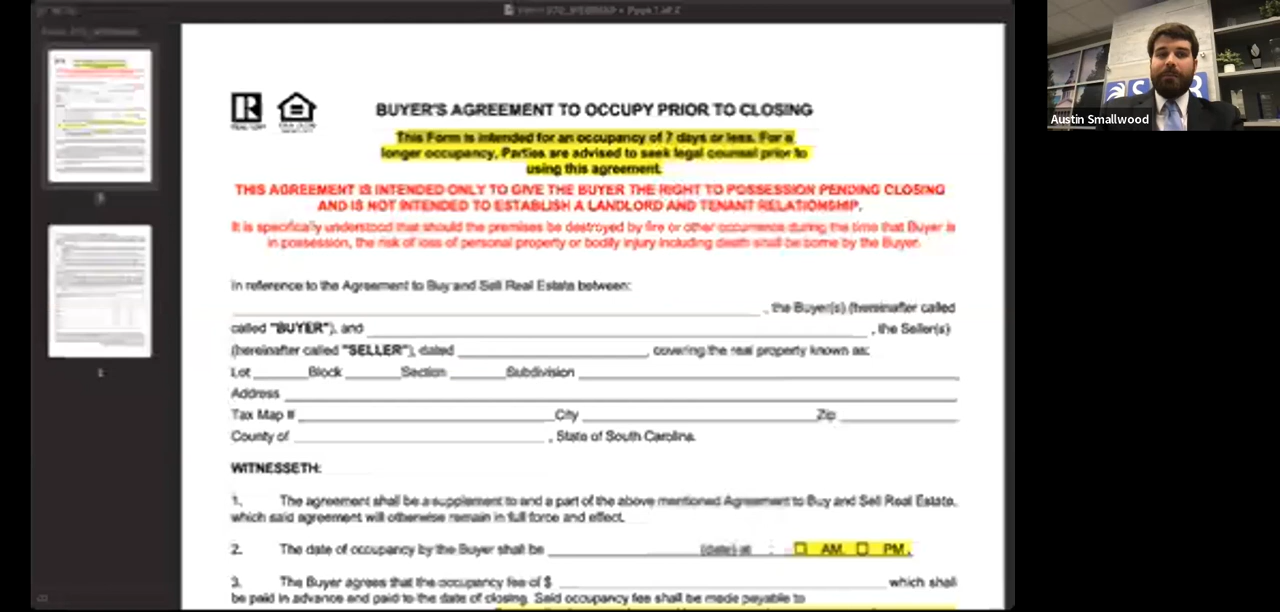 BUYER'S AGREEMENT TO OCCUPY PRIOR TO CLOSING
This Form is intended for an occupancy of 7 days or less. For a
longer occupancy, Parties are advised to seek legal counsel prior to
using this agreement.
THIS AGREEMENT IS INTENDED ONLY TO GIVE THE BUYER THE RIGHT TO POSSESSION PENDING CLOSING
AND IS NOT INTENDED TO ESTABLISH A LANDLORD AND TENANT RELATIONSHIP.
It is specifically understood that should the premises be destroyed by fire or other occurrence during the time that Buyer is
in possession, the risk of loss of personal property or bodily injury including death shall be borne by the Buyer.
In reference to the Agreement to Buy and Sell Real Estate between:
, the Buyer(s) (hereinafter called
called "BUYER"), and , the Seller(s)
(hereinafter called "SELLER"), dated , covering the real property known as:
Lot Block Section Subdivision
Address
Tax Map # City Zip
County of , State of South Carolina.
WITNESSETH:
1. The agreement shall be a supplement to and a part of the above mentioned Agreement to Buy and Sell Real Estate,
which said agreement will otherwise remain in full force and effect.
2. The date of occupancy by the Buyer shall be (date) at : ☐ AM ☐ PM.
3. The Buyer agrees that the occupancy fee of $ which shall
be paid in advance and paid to the date of closing. Said occupancy fee shall be made payable to
Austin Smallwood